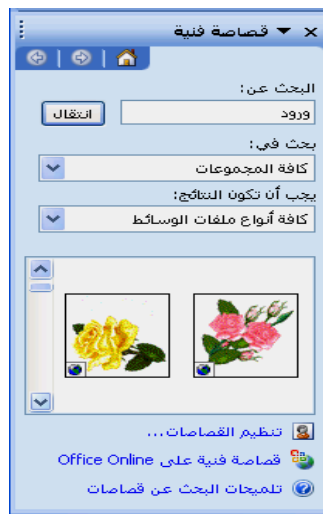 قصاصة فنية
البحث عن:
ورود
انتقال
بحث في:
كافة المجموعات
يجب أن تكون النتائج:
كافة أنواع ملفات الوسائط
تنظيم القصاصات...
قصاصة فنية على Office Online
تلميحات البحث عن قصاصات